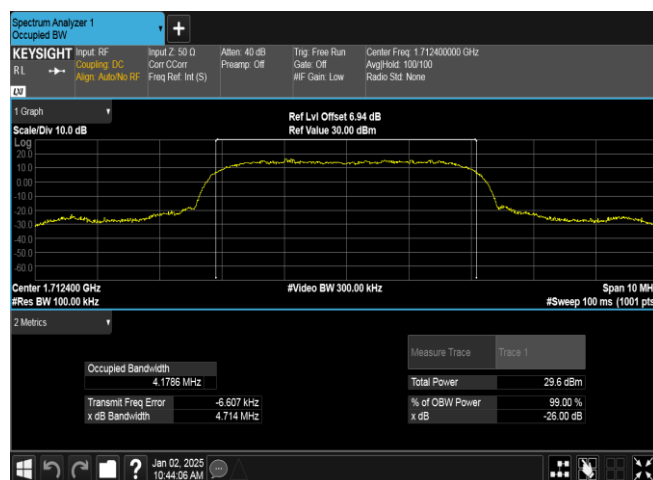 Spectrum Analyzer 1
Occupied BW
KEYSIGHT Input: RF Input Z: 50 Ω Atten: 40 dB Trig: Free Run Center Freq: 1.712400000 GHz
R L Coupling: DC Corr CCorr Preamp: Off Gate: Off Avg|Hold: 100/100
Align: Auto/No RF Freq Ref: Int (S) #IF Gain: Low Radio Std: None
LXI
1 Graph
Ref Lvl Offset 6.94 dB
Scale/Div 10.0 dB Ref Value 30.00 dBm
Log
20.0
10.0
0.00
-10.0
-20.0
-30.0
-40.0
-50.0
-60.0
Center 1.712400 GHz #Video BW 300.00 kHz Span 10 MH
#Res BW 100.00 kHz #Sweep 100 ms (1001 pts
2 Metrics
Measure Trace Trace 1
Occupied Bandwidth
4.1786 MHz Total Power 29.6 dBm
Transmit Freq Error -6.607 kHz % of OBW Power 99.00 %
x dB Bandwidth 4.714 MHz x dB -26.00 dB
? Jan 02, 2025
10:44:06 AM